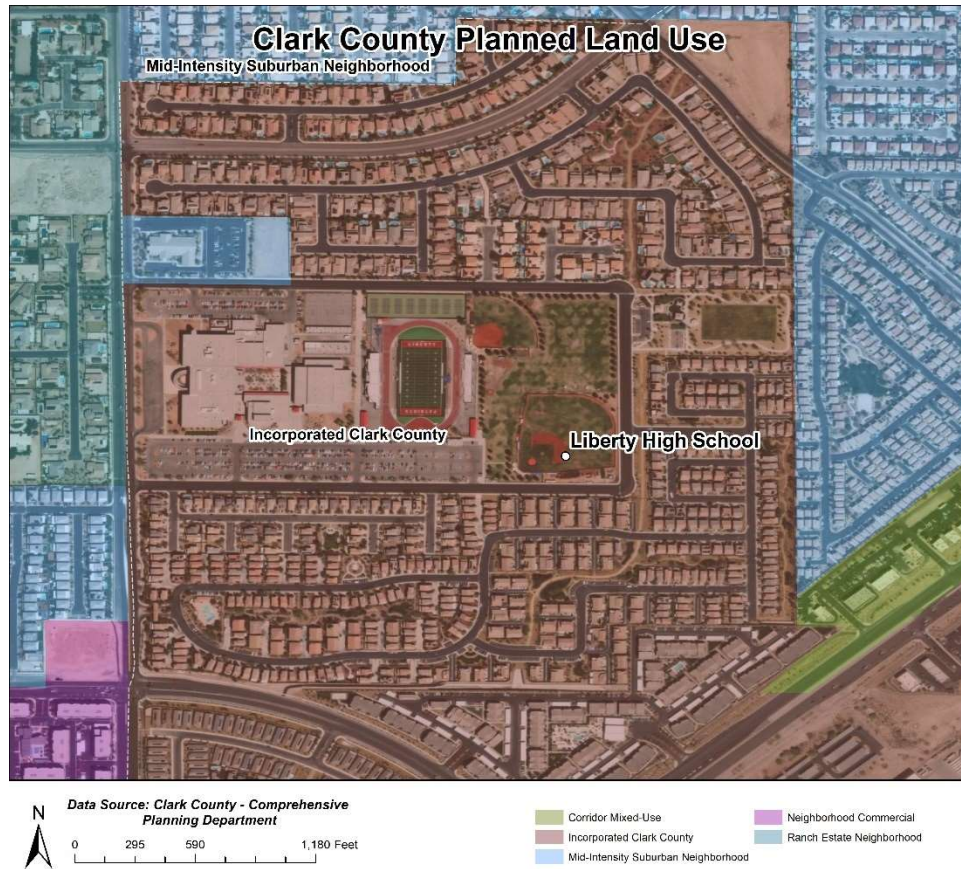 Clark County Planned Land Use
Mid-Intensity Suburban Neighborhood
LIBERTY
PATRIOTS
Incorporated Clark County
Liberty High School
N
Data Source: Clark County - Comprehensive
Planning Department
0 295 590 1,180 Feet
Corridor Mixed-Use
Incorporated Clark County
Mid-Intensity Suburban Neighborhood
Neighborhood Commercial
Ranch Estate Neighborhood